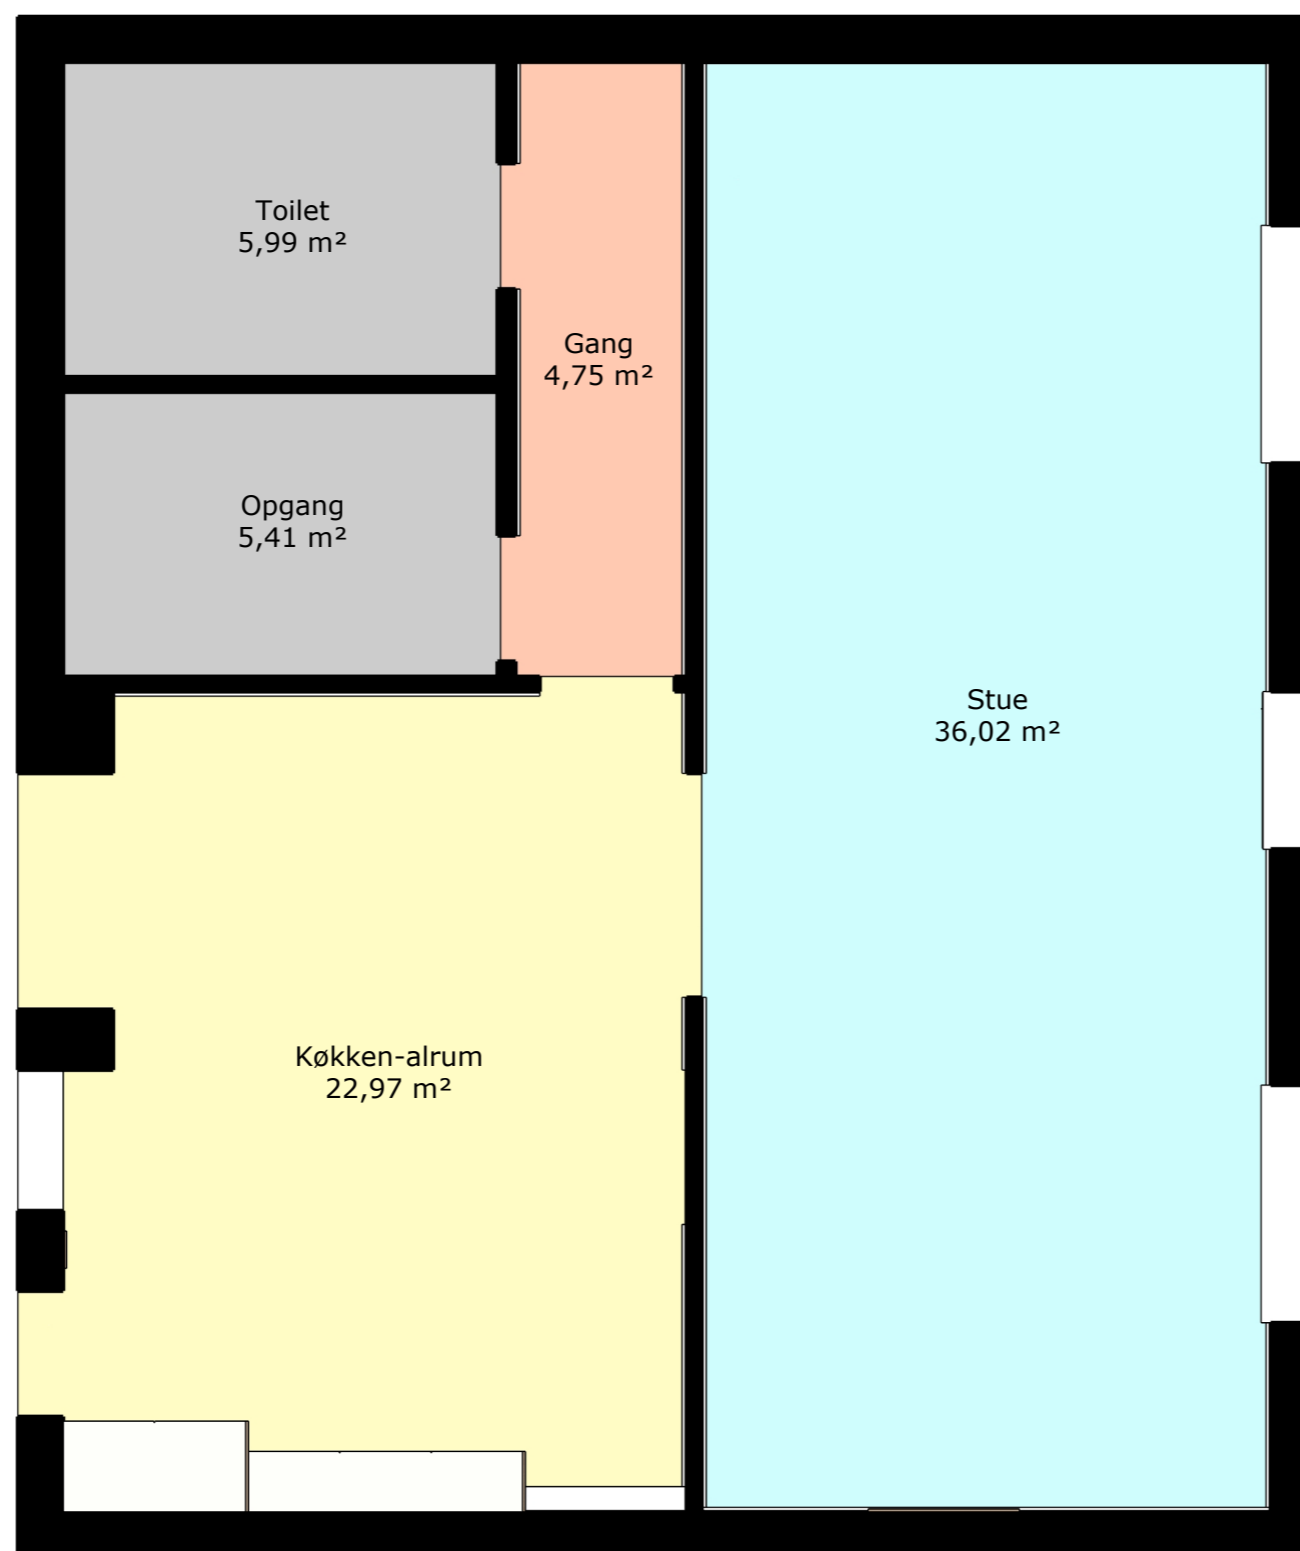 Toilet
5,99 m²
Gang
4,75 m²
Opgang
5,41 m²
Stue
36,02 m²
Køkken-alrum
22,97 m²